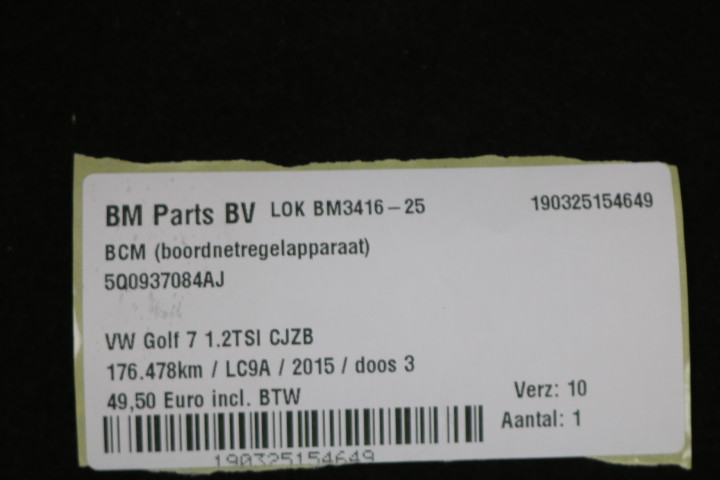 BM Parts BV LOK BM3416-25 190325154649
BCM (boordnetregelapparaat)
5Q0937084AJ
VW Golf 7 1.2TSI CJZB
176.478km / LC9A / 2015 / doos 3
49,50 Euro incl. BTW
Verz: 10
Aantal: 1
190325154649